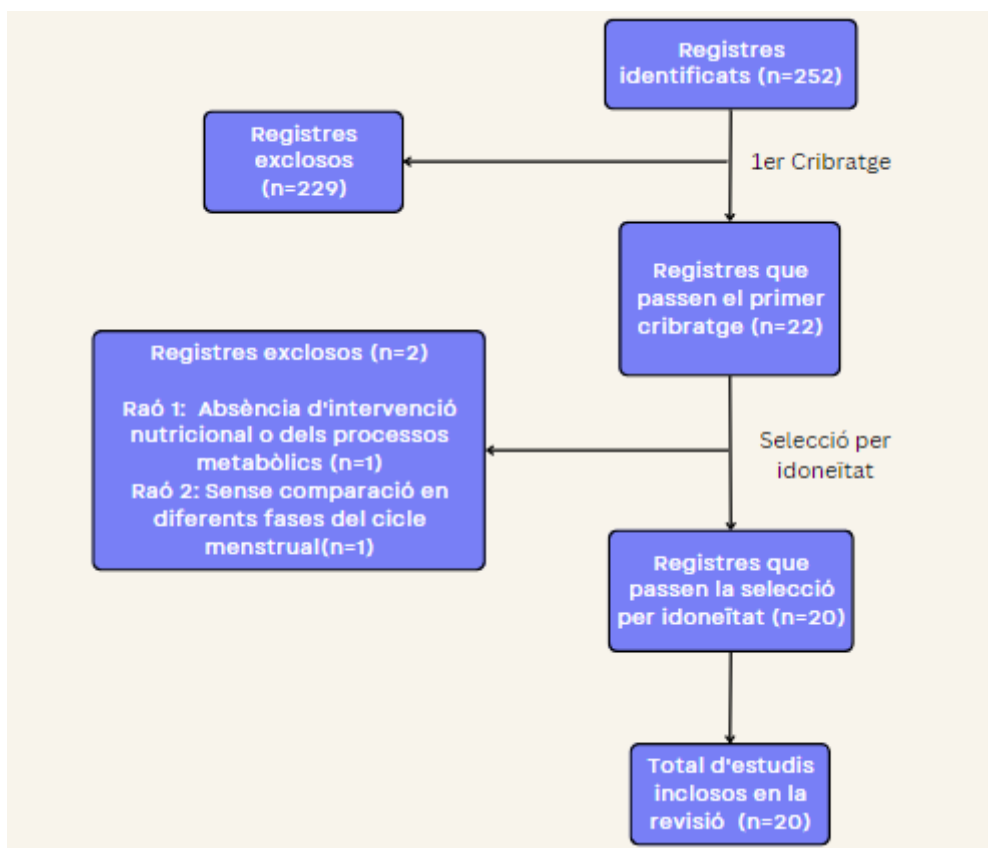 Registres
identificats (n=252)
Registres
exclosos
(n=229)
1er Cribratge
Registres que
passen el primer
cribratge (n=22)
Registres exclosos (n=2)
Raó 1:  Absència d'intervenció
nutricional o dels processos
metabòlics (n=1)
Raó 2: Sense comparació en
diferents fases del cicle
menstrual(n=1)
Selecció per
idoneïtat
Registres que
passen la selecció
per idoneïtat (n=20)
Total d'estudis
inclosos en la
revisió  (n=20)